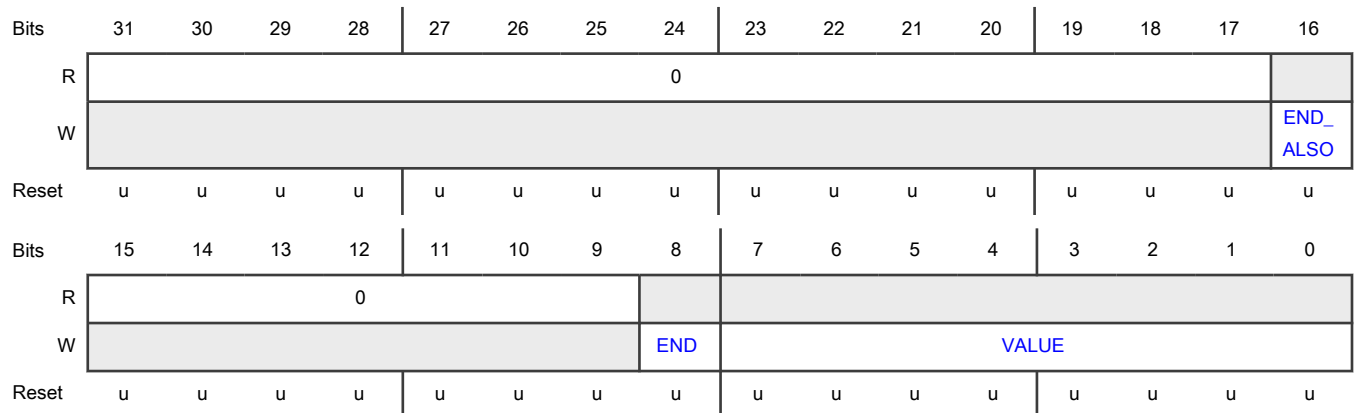 Bits 31 30 29 28 27 26 25 24 23 22 21 20 19 18 17 16
R 0
W END_
ALSO
Reset u u u u u u u u u u u u u u u u
Bits 15 14 13 12 11 10 9 8 7 6 5 4 3 2 1 0
R 0
W END VALUE
Reset u u u u u u u u u u u u u u u u